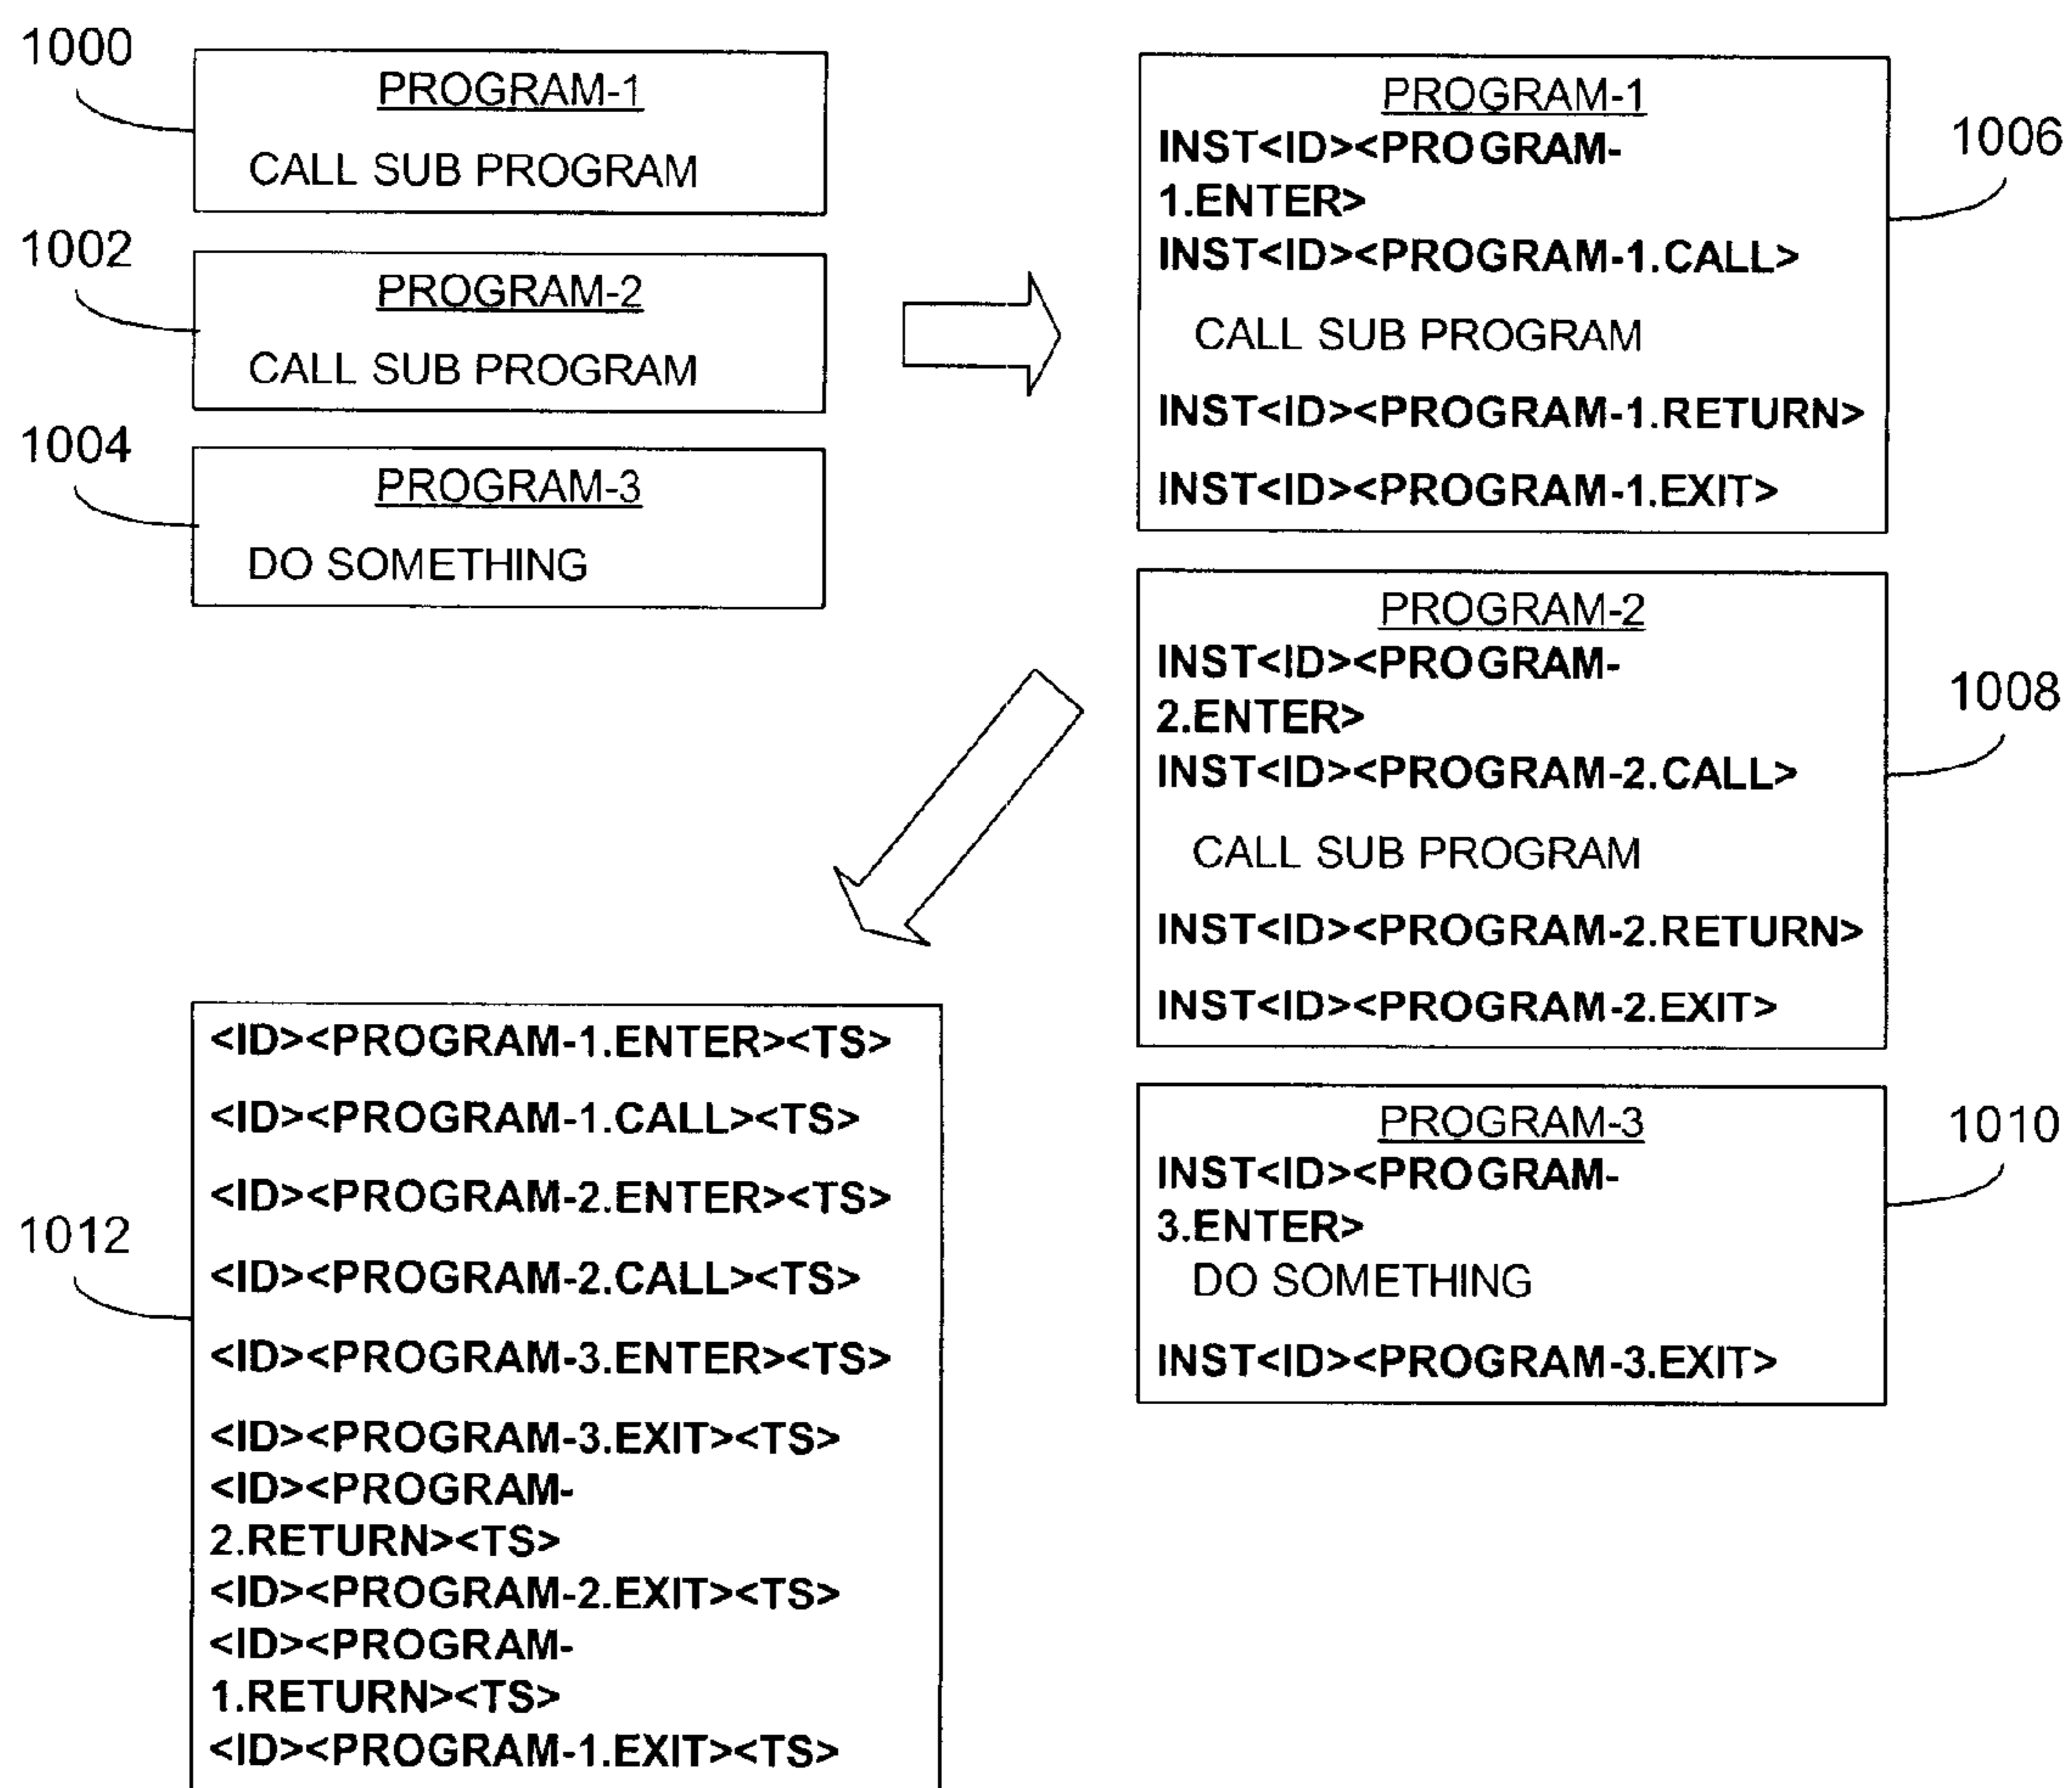 1000
PROGRAM-1
CALL SUB PROGRAM
1002
PROGRAM-2
CALL SUB PROGRAM
1004
PROGRAM-3
DO SOMETHING
PROGRAM-1
INST<ID><PROGRAM-
1.ENTER>
INST<ID><PROGRAM-1.CALL>
CALL SUB PROGRAM
INST<ID><PROGRAM-1.RETURN>
INST<ID><PROGRAM-1.EXIT>
1006
PROGRAM-2
INST<ID><PROGRAM-
2.ENTER>
INST<ID><PROGRAM-2.CALL>
CALL SUB PROGRAM
INST<ID><PROGRAM-2.RETURN>
INST<ID><PROGRAM-2.EXIT>
1008
PROGRAM-3
INST<ID><PROGRAM-
3.ENTER>
DO SOMETHING
INST<ID><PROGRAM-3.EXIT>
1010
1012
<ID><PROGRAM-1.ENTER><TS>
<ID><PROGRAM-1.CALL><TS>
<ID><PROGRAM-2.ENTER><TS>
<ID><PROGRAM-2.CALL><TS>
<ID><PROGRAM-3.ENTER><TS>
<ID><PROGRAM-3.EXIT><TS>
<ID><PROGRAM-
2.RETURN><TS>
<ID><PROGRAM-2.EXIT><TS>
<ID><PROGRAM-
1.RETURN><TS>
<ID><PROGRAM-1.EXIT><TS>